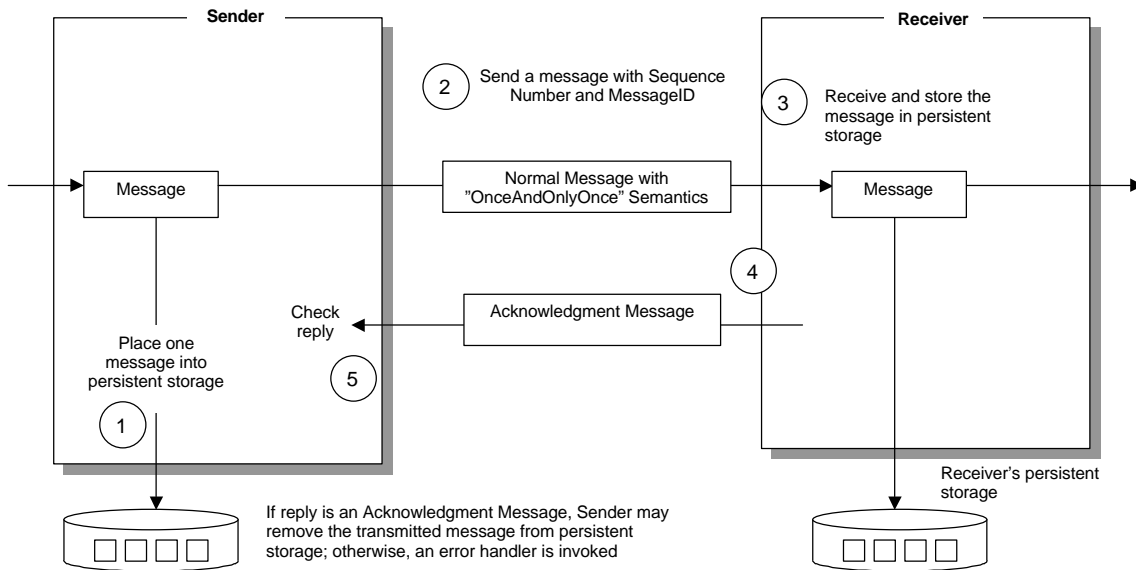 Sender
Receiver
2
Send a message with Sequence
Number and MessageID
3
Receive and store the
message in persistent
storage
Message
Normal Message with
”OnceAndOnlyOnce” Semantics
Message
4
Acknowledgment Message
Check
reply
5
Place one
message into
persistent storage
1
Receiver’s persistent
storage
If reply is an Acknowledgment Message, Sender may
remove the transmitted message from persistent
storage; otherwise, an error handler is invoked